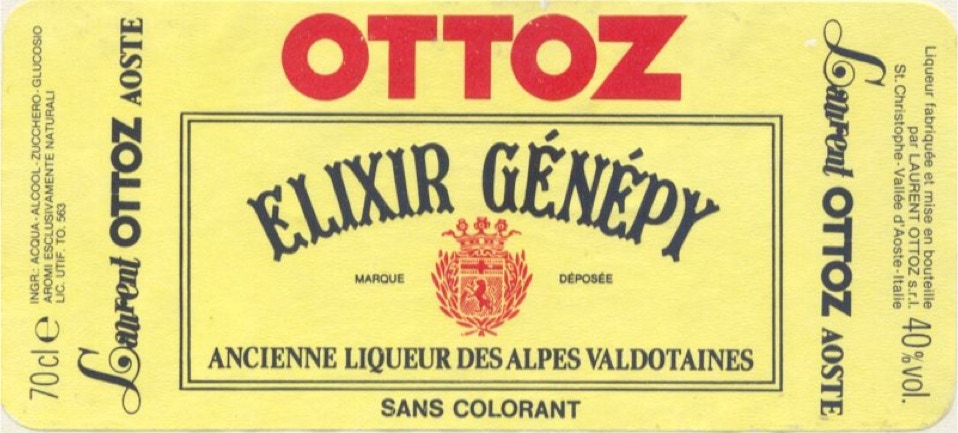 OTTOZ
ELIXIR GÉNÉPY
MARQUE DÉPOSÉE
ANCIENNE LIQUEUR DES ALPES VALDOTAINES
SANS COLORANT
70 cl e
INGR.: ACQUA - ALCOOL - ZUCCHERO - GLUCOSIO
AROMI ESCLUSIVAMENTE NATURALI
LIC. UTIF. TO. 563
Laurent OTTOZ AOSTE
Laurent OTTOZ AOSTE
Liqueur fabriquée et mise en bouteille
par LAURENT OTTOZ s.r.l.
St. Christophe - Vallée d'Aoste - Italie
40% vol.